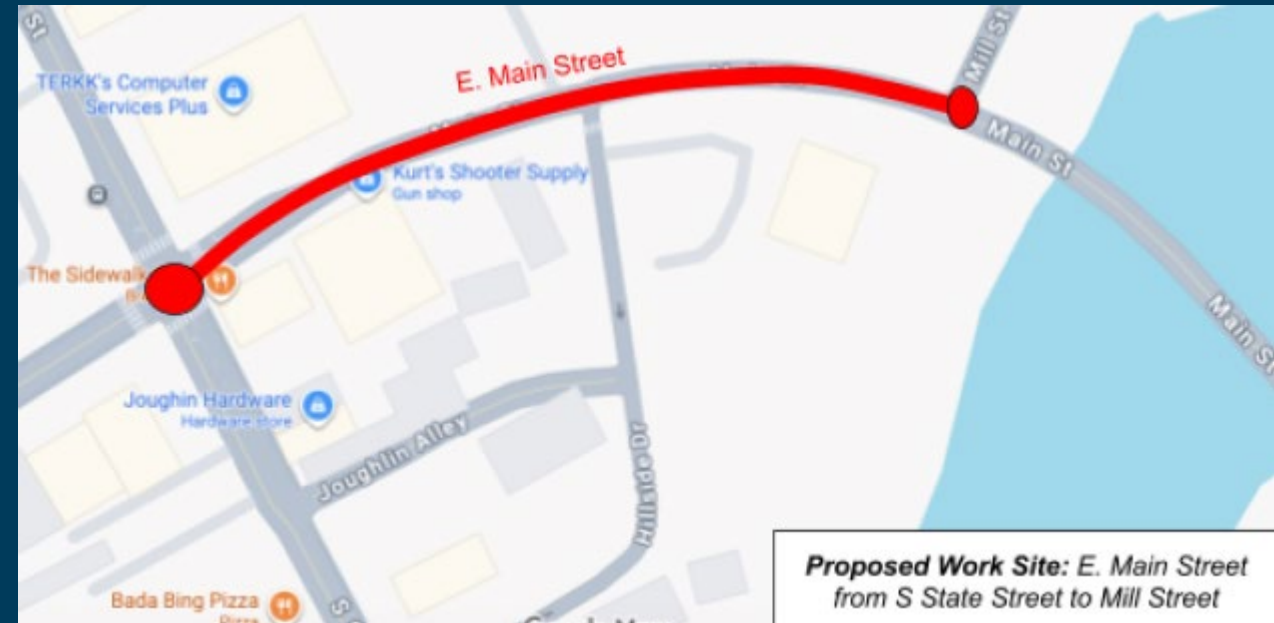 St
TERKK's Computer
Services Plus
E. Main Street
Mill St
Main St
Kurt's Shooter Supply
Gun shop
The Sidewalk
Main St
Joughin Hardware
Hardware store
Joughlin Alley
Hillside Dr
Bada Bing Pizza
Pizza
S
Proposed Work Site: E. Main Street
from S State Street to Mill Street